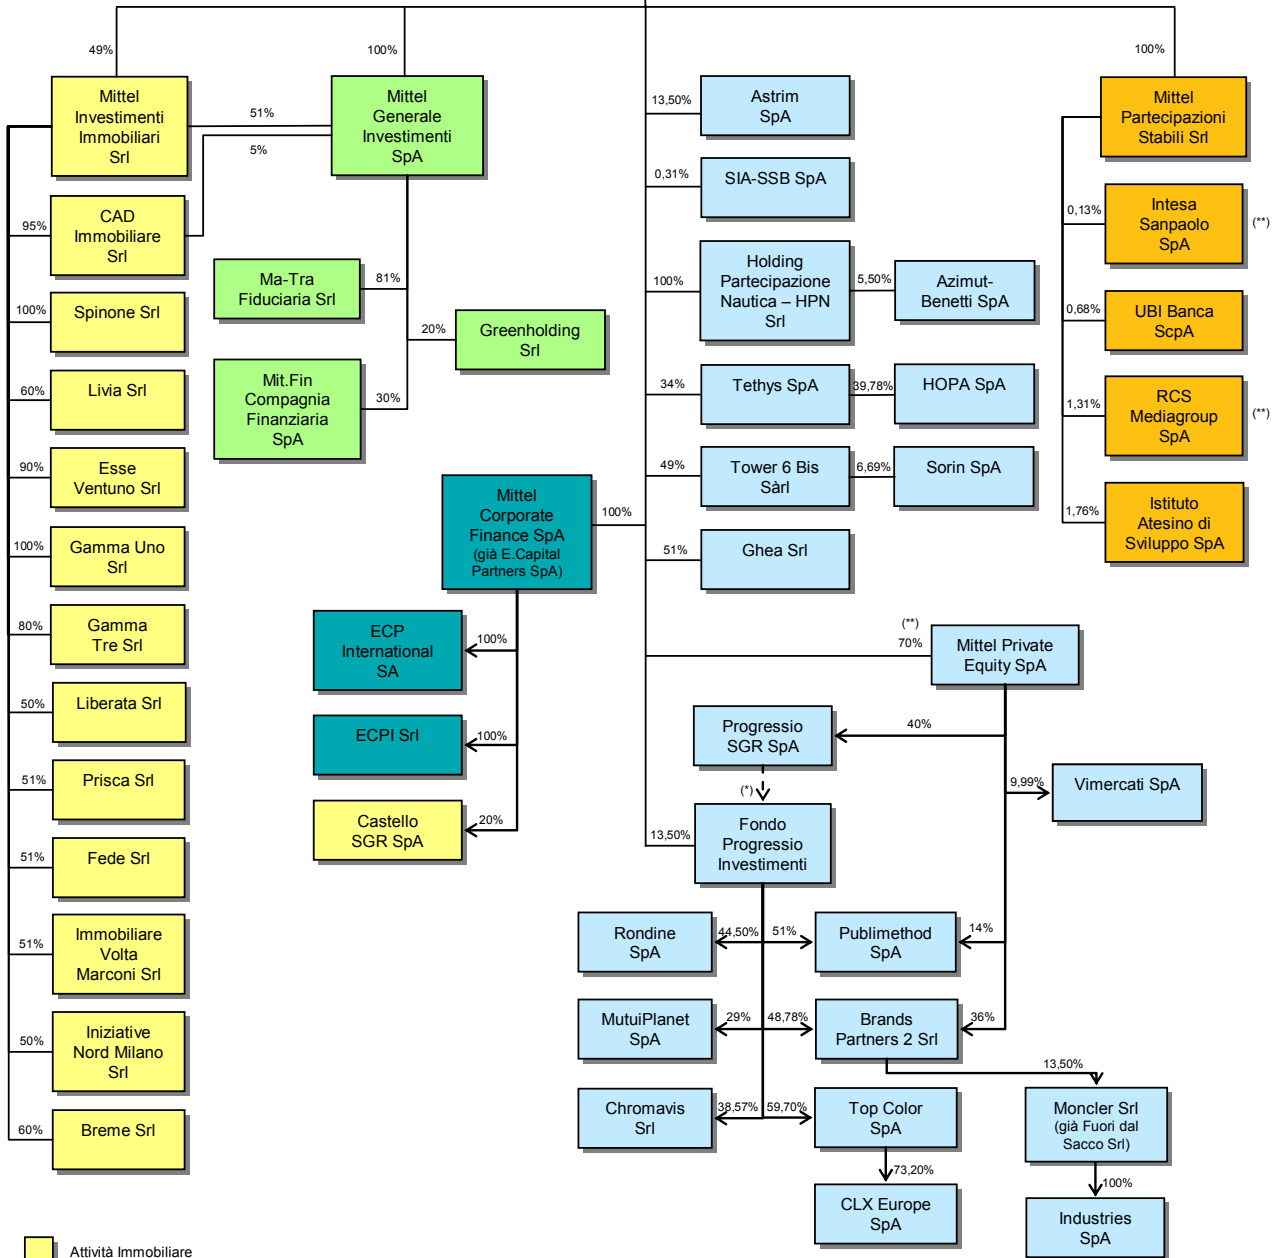 49%
100%
100%
Mittel
Investimenti
Immobiliari
Srl
51%
5%
Mittel
Generale
Investimenti
SpA
13,50%
Astrim
SpA
Mittel
Partecipazioni
Stabili Srl
95%
CAD
Immobiliare
Srl
0,31%
SIA-SSB SpA
0,13%
Intesa
Sanpaolo
SpA
(**)
Ma-Tra
Fiduciaria Srl
81%
100%
Holding
Partecipazione
Nautica – HPN
Srl
5,50%
Azimut-
Benetti SpA
100%
Spinone Srl
20%
Greenholding
Srl
0,68%
UBI Banca
ScpA
60%
Livia Srl
Mit.Fin
Compagnia
Finanziaria
SpA
30%
34%
Tethys SpA
39,78%
HOPA SpA
1,31%
RCS
Mediagroup
SpA
(**)
90%
Esse
Ventuno Srl
Mittel
Corporate
Finance SpA
(già E.Capital
Partners SpA)
100%
49%
Tower 6 Bis
Sàrl
6,69%
Sorin SpA
1,76%
Istituto
Atesino di
Sviluppo SpA
100%
Gamma Uno
Srl
51%
Ghea Srl
80%
Gamma
Tre Srl
ECP
International
SA
100%
(**)
70%
Mittel Private
Equity SpA
50%
Liberata Srl
ECPI Srl
100%
Progressio
SGR SpA
40%
51%
Prisca Srl
(*)
9,99%
Vimercati SpA
51%
Fede Srl
Castello
SGR SpA
20%
13,50%
Fondo
Progressio
Investimenti
51%
Immobiliare
Volta
Marconi Srl
Rondine
SpA
44,50%
51%
Publimethod
SpA
14%
50%
Iniziative
Nord Milano
Srl
MutuiPlanet
SpA
29%
48,78%
Brands
Partners 2 Srl
36%
13,50%
60%
Breme Srl
Chromavis
Srl
38,57%
59,70%
Top Color
SpA
Moncler Srl
(già Fuori dal
Sacco Srl)
73,20%
100%
CLX Europe
SpA
Industries
SpA
Attività Immobiliare